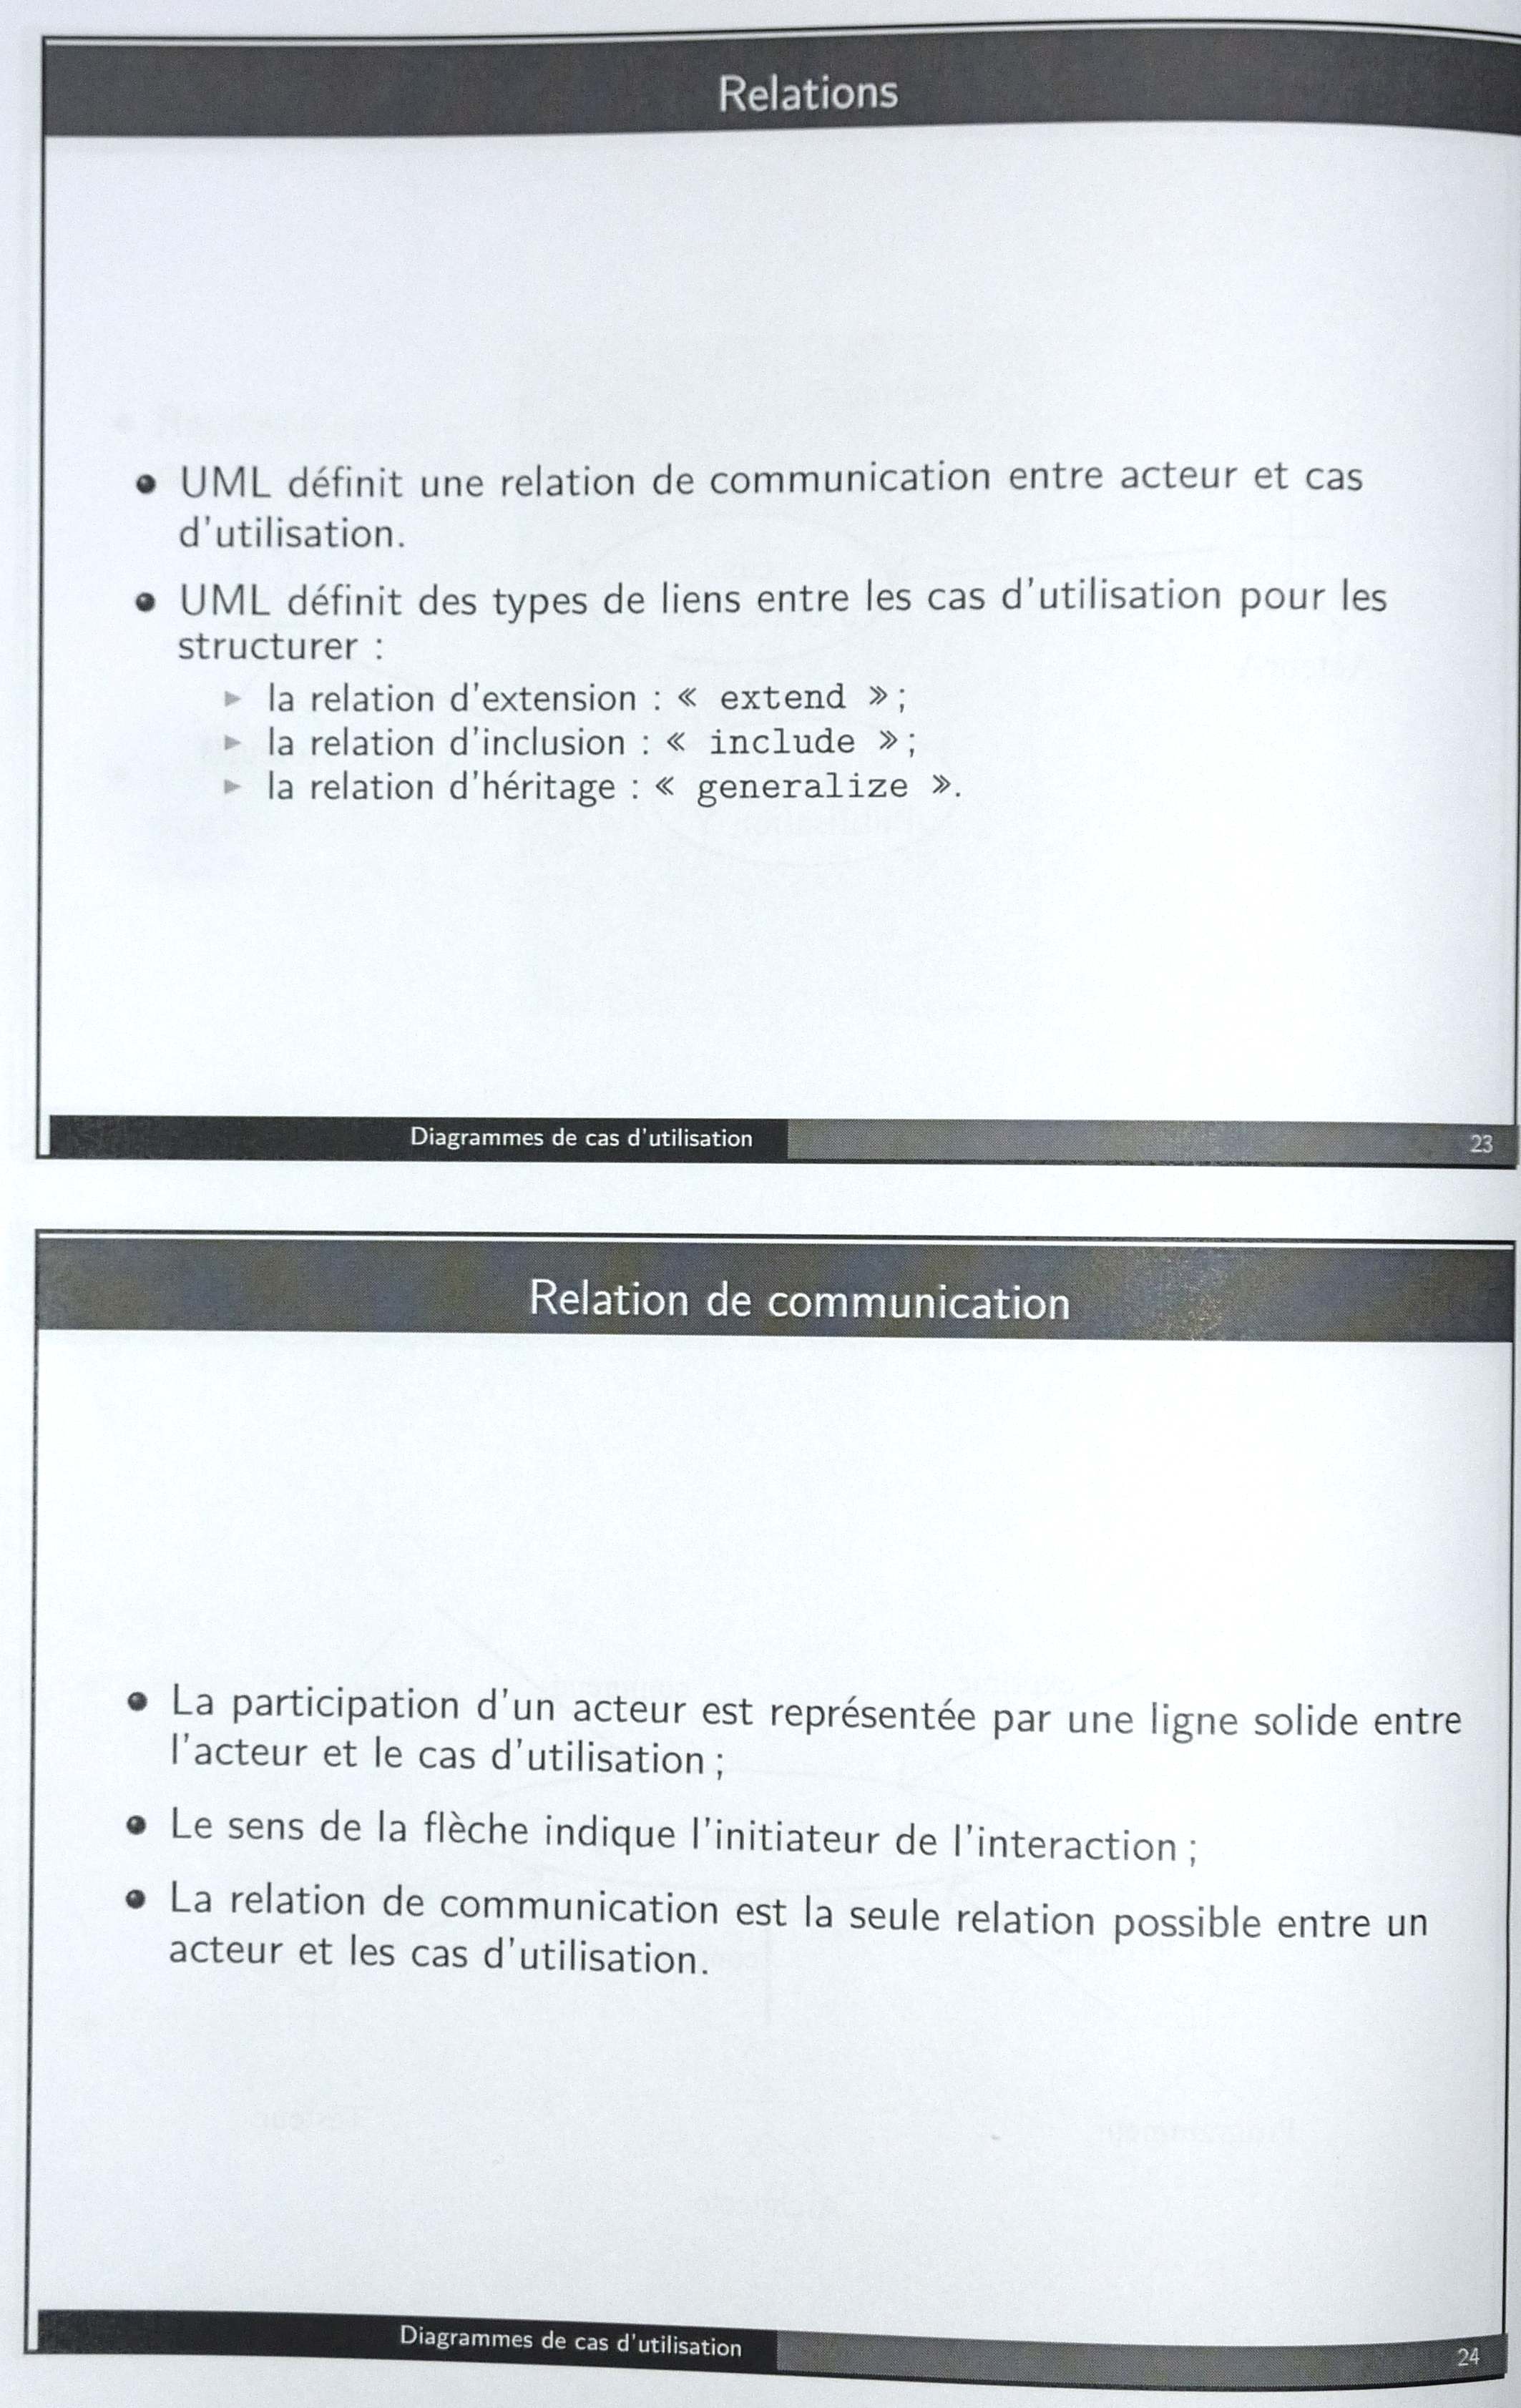 Relations
• UML définit une relation de communication entre acteur et cas
d'utilisation.
• UML définit des types de liens entre les cas d'utilisation pour les
structurer :
▶ la relation d'extension : « extend » ;
▶ la relation d'inclusion : « include » ;
▶ la relation d'héritage : « generalize ».
Diagrammes de cas d'utilisation
23
Relation de communication
• La participation d'un acteur est représentée par une ligne solide entre
l'acteur et le cas d'utilisation ;
• Le sens de la flèche indique l'initiateur de l'interaction ;
• La relation de communication est la seule relation possible entre un
acteur et les cas d'utilisation.
Diagrammes de cas d'utilisation
24